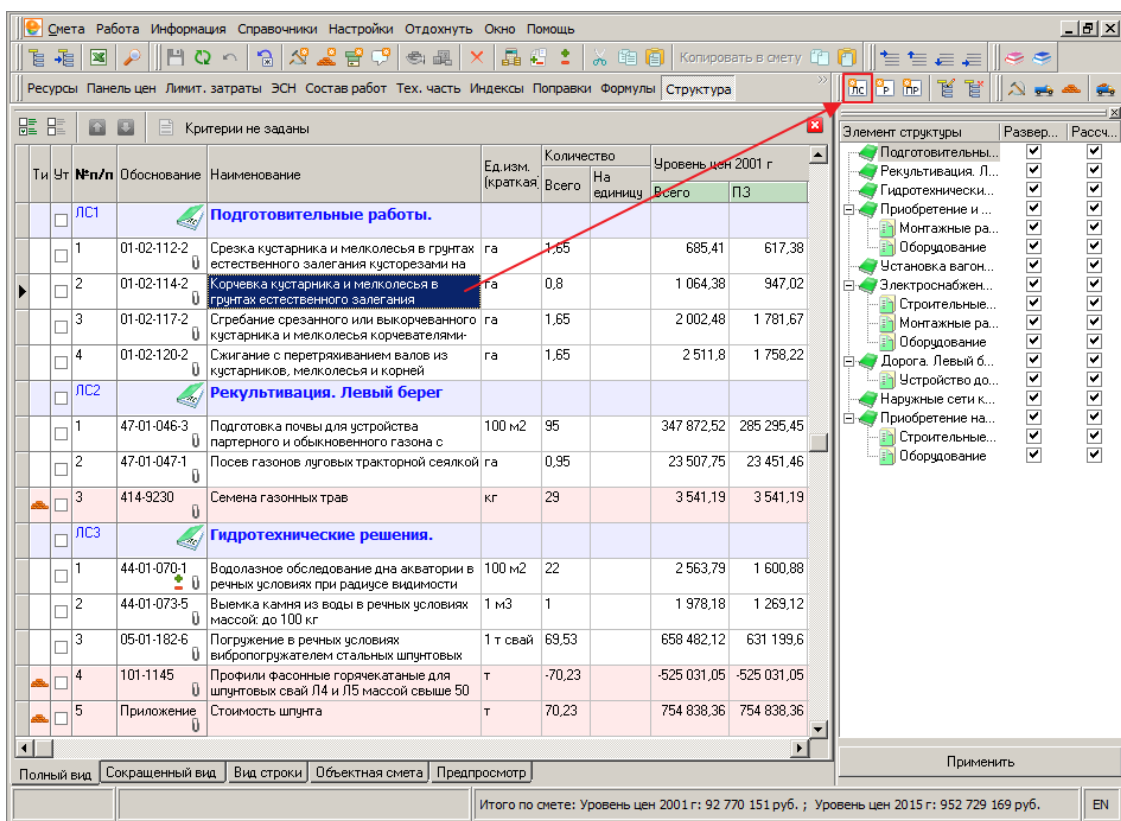 Смета Работа Информация Справочники Настройки Отдохнуть Окно Помощь
Копировать в смету
Ресурсы Панель цен Лимит. затраты ЭСН Состав работ Тех. часть Индексы Поправки Формулы Структура
ЛС Р ПР
Критерии не заданы
Элемент структуры Развер... Рассч...
Ти Ут №п/п Обоснование Наименование Ед.изм. (краткая) Количество Уровень цен 2001 г
Всего На единицу Всего ПЗ
ЛС1 Подготовительные работы.
1 01-02-112-2 Срезка кустарника и мелколесья в грунтах га 1,65 685,41 617,38
естественного залегания кусторезами на
2 01-02-114-2 Корчевка кустарника и мелколесья в га 0,8 1 064,38 947,02
грунтах естественного залегания
3 01-02-117-2 Сгребание срезанного или выкорчеванного га 1,65 2 002,48 1 781,67
кустарника и мелколесья корчевателями-
4 01-02-120-2 Сжигание с перетряхиванием валов из га 1,65 2 511,8 1 758,22
кустарников, мелколесья и корней
ЛС2 Рекультивация. Левый берег
1 47-01-046-3 Подготовка почвы для устройства 100 м2 95 347 872,52 285 295,45
партерного и обыкновенного газона с
2 47-01-047-1 Посев газонов луговых тракторной сеялкой га 0,95 23 507,75 23 451,46
3 414-9230 Семена газонных трав кг 29 3 541,19 3 541,19
ЛС3 Гидротехнические решения.
1 44-01-070-1 Водолазное обследование дна акватории в 100 м2 22 2 563,79 1 600,88
речных условиях при радиусе видимости
2 44-01-073-5 Выемка камня из воды в речных условиях 1 м3 1 1 978,18 1 269,12
массой: до 100 кг
3 05-01-182-6 Погружение в речных условиях 1 т свай 69,53 658 482,12 631 199,6
вибропогружателем стальных шпунтовых
4 101-1145 Профили фасонные горячекатаные для т -70,23 -525 031,05 -525 031,05
шпунтовых свай Л4 и Л5 массой свыше 50
5 Приложение Стоимость шпунта т 70,23 754 838,36 754 838,36
Подготовительны...
Рекультивация. Л...
Гидротехнически...
Приобретение и ...
Монтажные ра...
Оборудование
Установка вагон...
Электроснабжен...
Строительные...
Монтажные ра...
Оборудование
Дорога. Левый б...
Устройство до...
Наружные сети к...
Приобретение на...
Строительные...
Оборудование
Применить
Полный вид Сокращенный вид Вид строки Объектная смета Предпросмотр
Итого по смете: Уровень цен 2001 г: 92 770 151 руб. ; Уровень цен 2015 г: 952 729 169 руб. EN